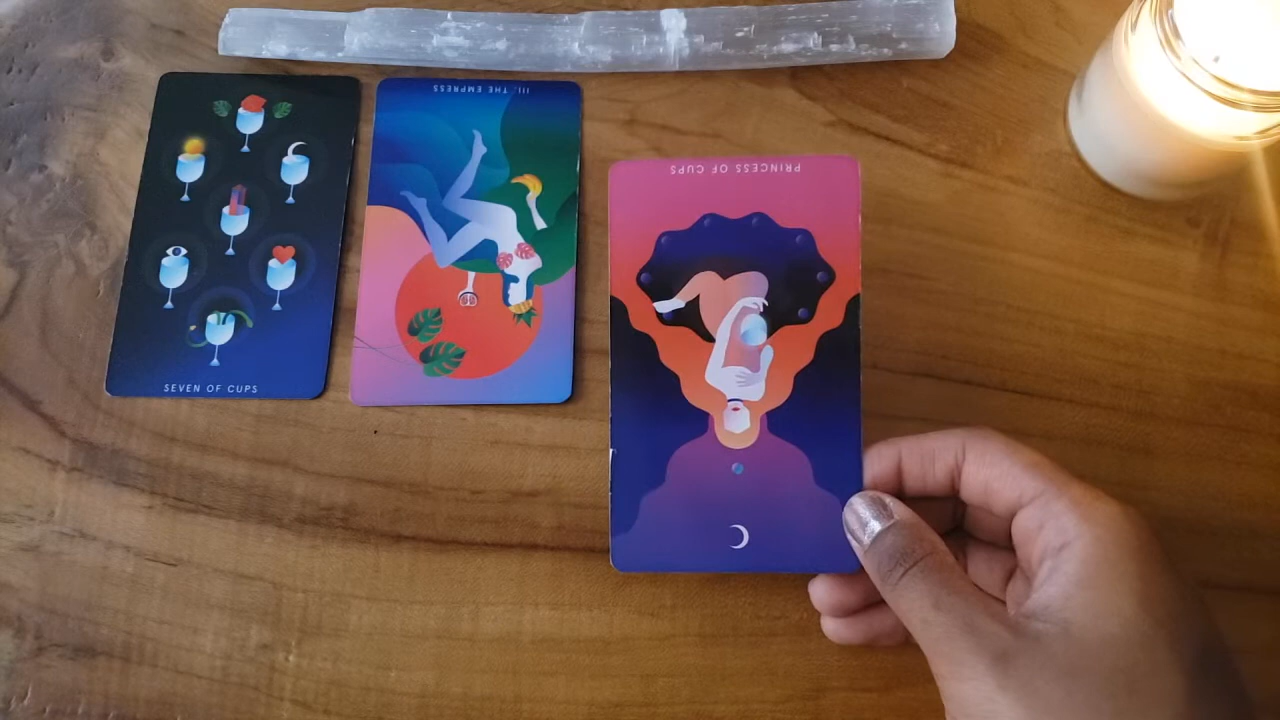 SEVEN OF CUPS
III. THE EMPRESS
PRINCESS OF CUPS